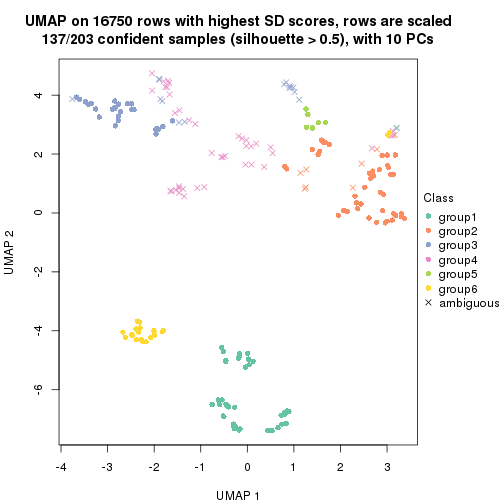 UMAP on 16750 rows with highest SD scores, rows are scaled
137/203 confident samples (silhouette > 0.5), with 10 PCs
4
2
0
-2
-4
-6
UMAP 2
-4
-3
-2
-1
0
1
2
3
UMAP 1
Class
group1
group2
group3
group4
group5
group6
ambiguous